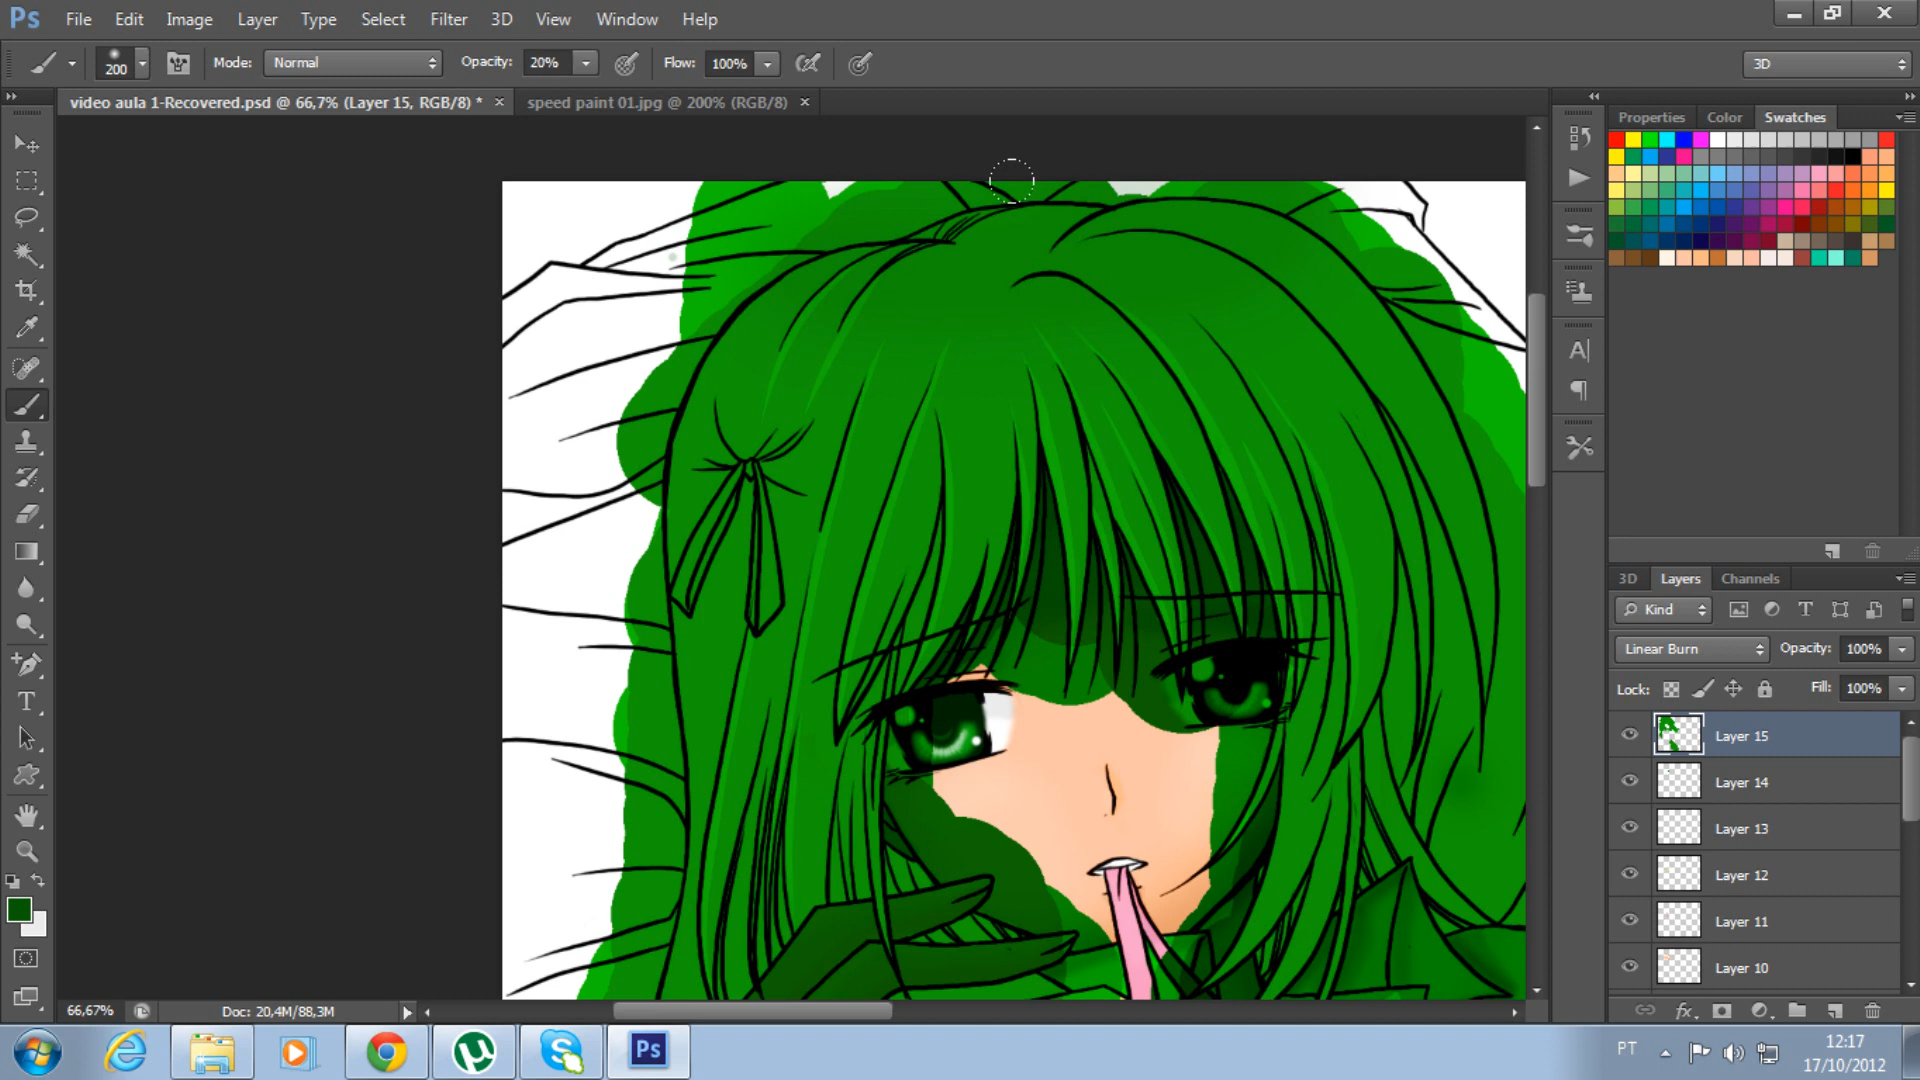 Ps File Edit Image Layer Type Select Filter 3D View Window Help
200 Mode: Normal Opacity: 20% Flow: 100% 3D
video aula 1-Recovered.psd @ 66,7% (Layer 15, RGB/8) * × speed paint 01.jpg @ 200% (RGB/8) ×
Properties Color Swatches
3D Layers Channels
Kind
Linear Burn Opacity: 100%
Lock: Fill: 100%
Layer 15
Layer 14
Layer 13
Layer 12
Layer 11
Layer 10
66,67% Doc: 20,4M/88,3M
PT 12:17
Ps
17/10/2012